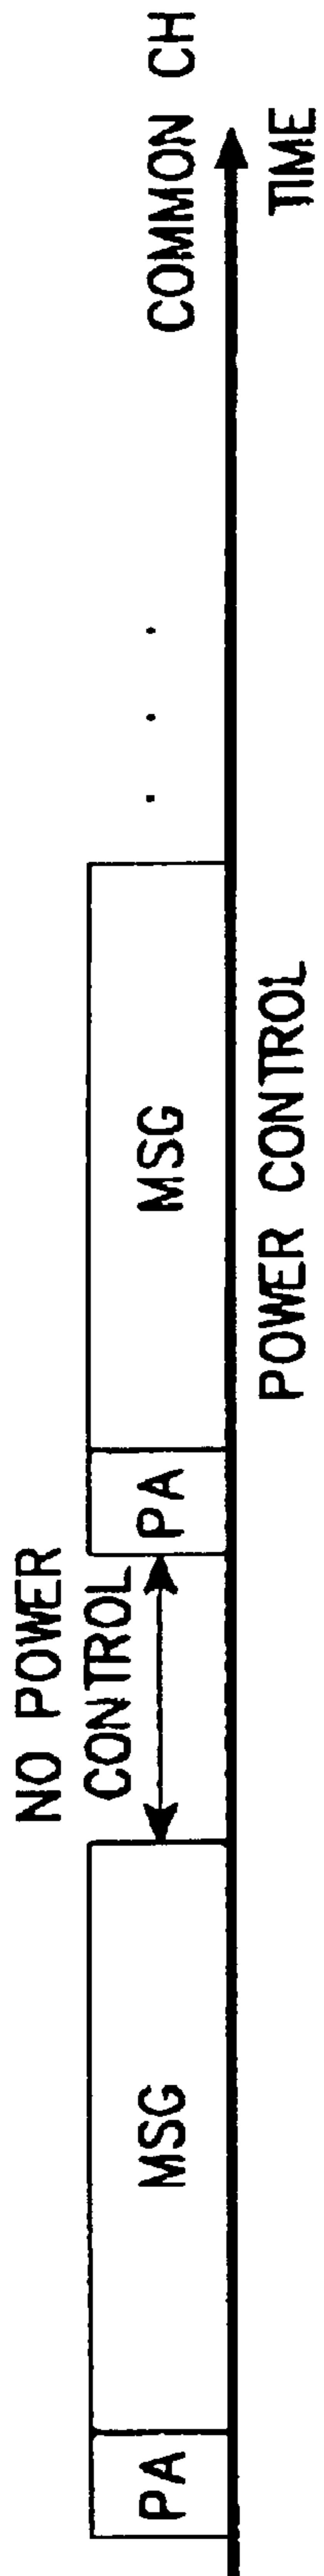 NO POWER
CONTROL
PA
MSG
PA
MSG
. . .
COMMON CH
POWER CONTROL
TIME